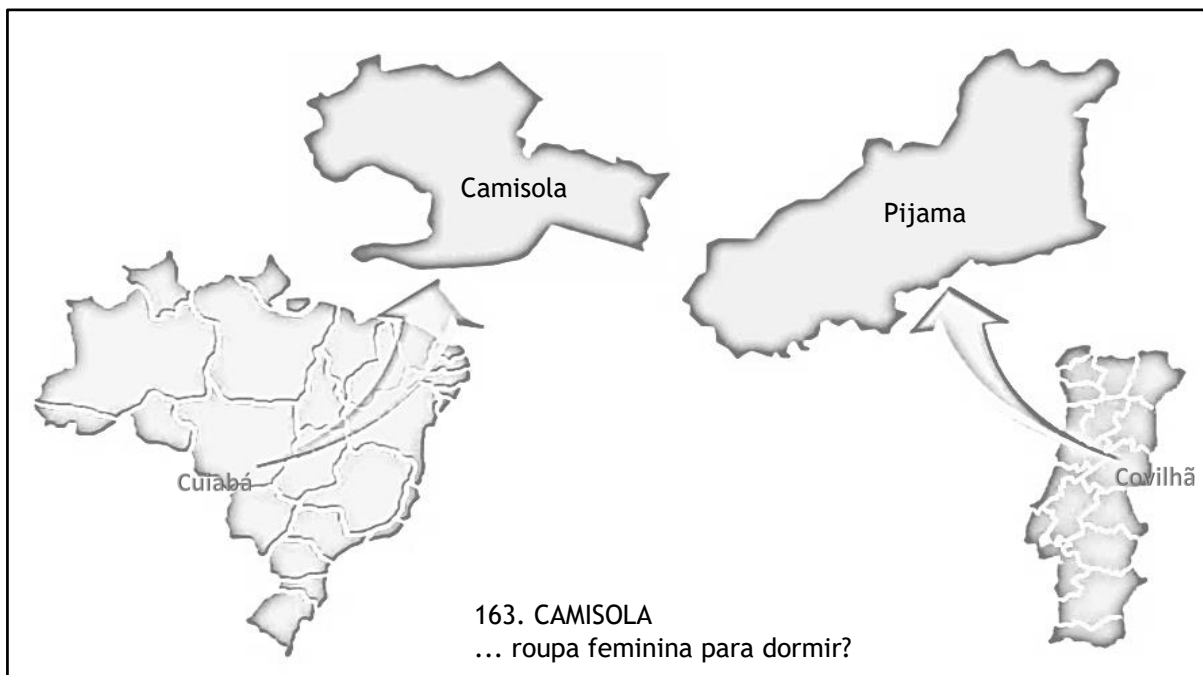 Camisola
Pijama
Cuiabá
Covilhã
163. CAMISOLA
... roupa feminina para dormir?